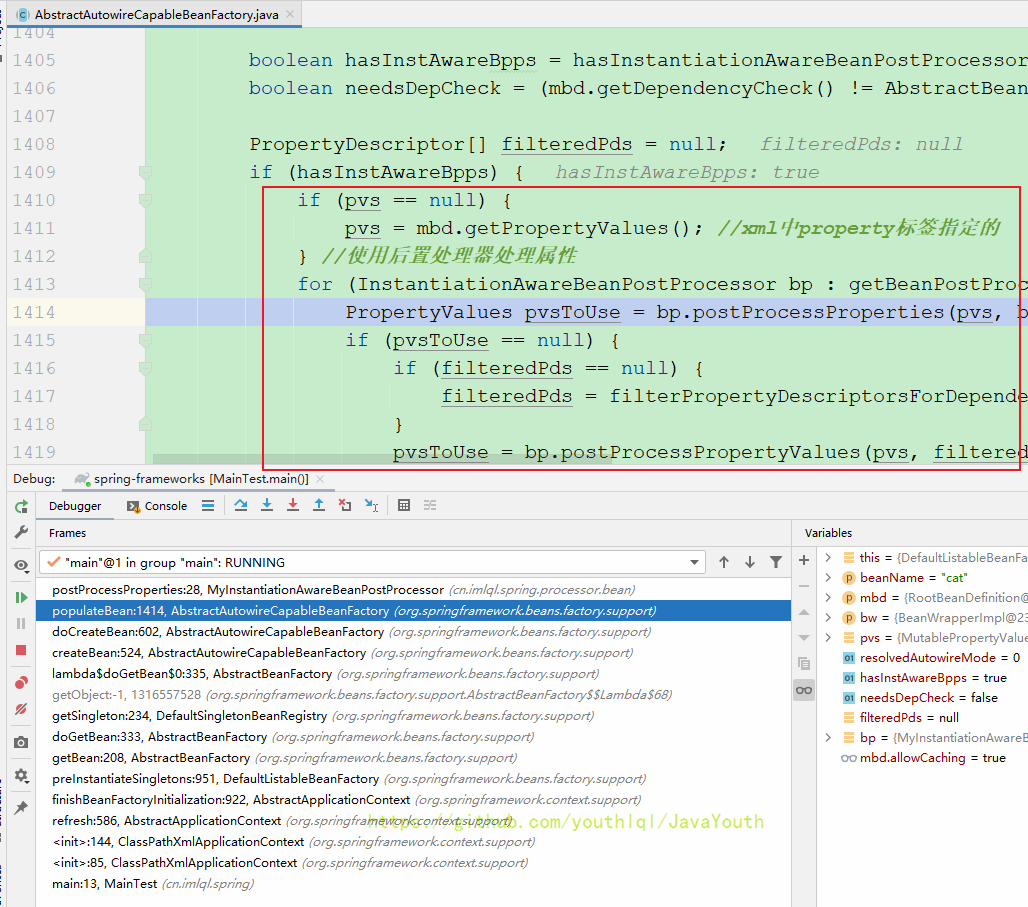 AbstractAutowireCapableBeanFactory.java
1404
1405 boolean hasInstAwareBpps = hasInstantiationAwareBeanPostProcessor
1406 boolean needsDepCheck = (mbd.getDependencyCheck() != AbstractBean
1407
1408 PropertyDescriptor[] filteredPds = null; filteredPds: null
1409 if (hasInstAwareBpps) { hasInstAwareBpps: true
1410 if (pvs == null) {
1411 pvs = mbd.getPropertyValues(); //xml中property标签指定的
1412 } //使用后置处理器处理属性
1413 for (InstantiationAwareBeanPostProcessor bp : getBeanPostProc
1414 PropertyValues pvsToUse = bp.postProcessProperties(pvs, b
1415 if (pvsToUse == null) {
1416 if (filteredPds == null) {
1417 filteredPds = filterPropertyDescriptorsForDepende
1418 }
1419 pvsToUse = bp.postProcessPropertyValues(pvs, filtered
Debug: spring-frameworks [MainTest.main()]
Debugger Console
Frames
"main"@1 in group "main": RUNNING
postProcessProperties:28, MyInstantiationAwareBeanPostProcessor (cn.imlql.spring.processor.bean)
populateBean:1414, AbstractAutowireCapableBeanFactory (org.springframework.beans.factory.support)
doCreateBean:602, AbstractAutowireCapableBeanFactory (org.springframework.beans.factory.support)
createBean:524, AbstractAutowireCapableBeanFactory (org.springframework.beans.factory.support)
lambda$doGetBean$0:335, AbstractBeanFactory (org.springframework.beans.factory.support)
getObject:-1, 1316557528 (org.springframework.beans.factory.support.AbstractBeanFactory$$Lambda$68)
getSingleton:234, DefaultSingletonBeanRegistry (org.springframework.beans.factory.support)
doGetBean:333, AbstractBeanFactory (org.springframework.beans.factory.support)
getBean:208, AbstractBeanFactory (org.springframework.beans.factory.support)
preInstantiateSingletons:951, DefaultListableBeanFactory (org.springframework.beans.factory.support)
finishBeanFactoryInitialization:922, AbstractApplicationContext (org.springframework.context.support)
refresh:586, AbstractApplicationContext (org.springframework.context.support)
https://github.com/youthlql/JavaYouth
<init>:144, ClassPathXmlApplicationContext (org.springframework.context.support)
<init>:85, ClassPathXmlApplicationContext (org.springframework.context.support)
main:13, MainTest (cn.imlql.spring)
Variables
this = {DefaultListableBeanFa
beanName = "cat"
mbd = {RootBeanDefinition@
bw = {BeanWrapperImpl@23
pvs = {MutablePropertyValue
resolvedAutowireMode = 0
hasInstAwareBpps = true
needsDepCheck = false
filteredPds = null
bp = {MyInstantiationAwareB
mbd.allowCaching = true